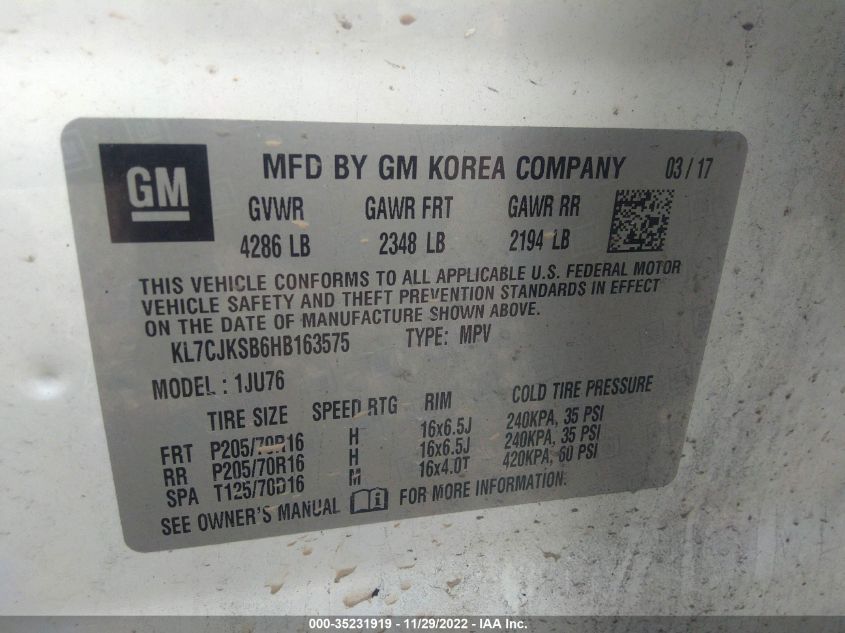 GM
MFD BY GM KOREA COMPANY 03/17
GVWR GAWR FRT GAWR RR
4286 LB 2348 LB 2194 LB
THIS VEHICLE CONFORMS TO ALL APPLICABLE U.S. FEDERAL MOTOR
VEHICLE SAFETY AND THEFT PREVENTION STANDARDS IN EFFECT
ON THE DATE OF MANUFACTURE SHOWN ABOVE.
KL7CJKSB6HB163575 TYPE: MPV
MODEL : 1JU76
TIRE SIZE SPEED RTG RIM COLD TIRE PRESSURE
FRT P205/70R16 H 16x6.5J 240KPA, 35 PSI
RR P205/70R16 H 16x6.5J 240KPA, 35 PSI
SPA T125/70D16 M 16x4.0T 420KPA, 60 PSI
SEE OWNER'S MANUAL FOR MORE INFORMATION.
000-35231919 - 11/29/2022 - IAA Inc.